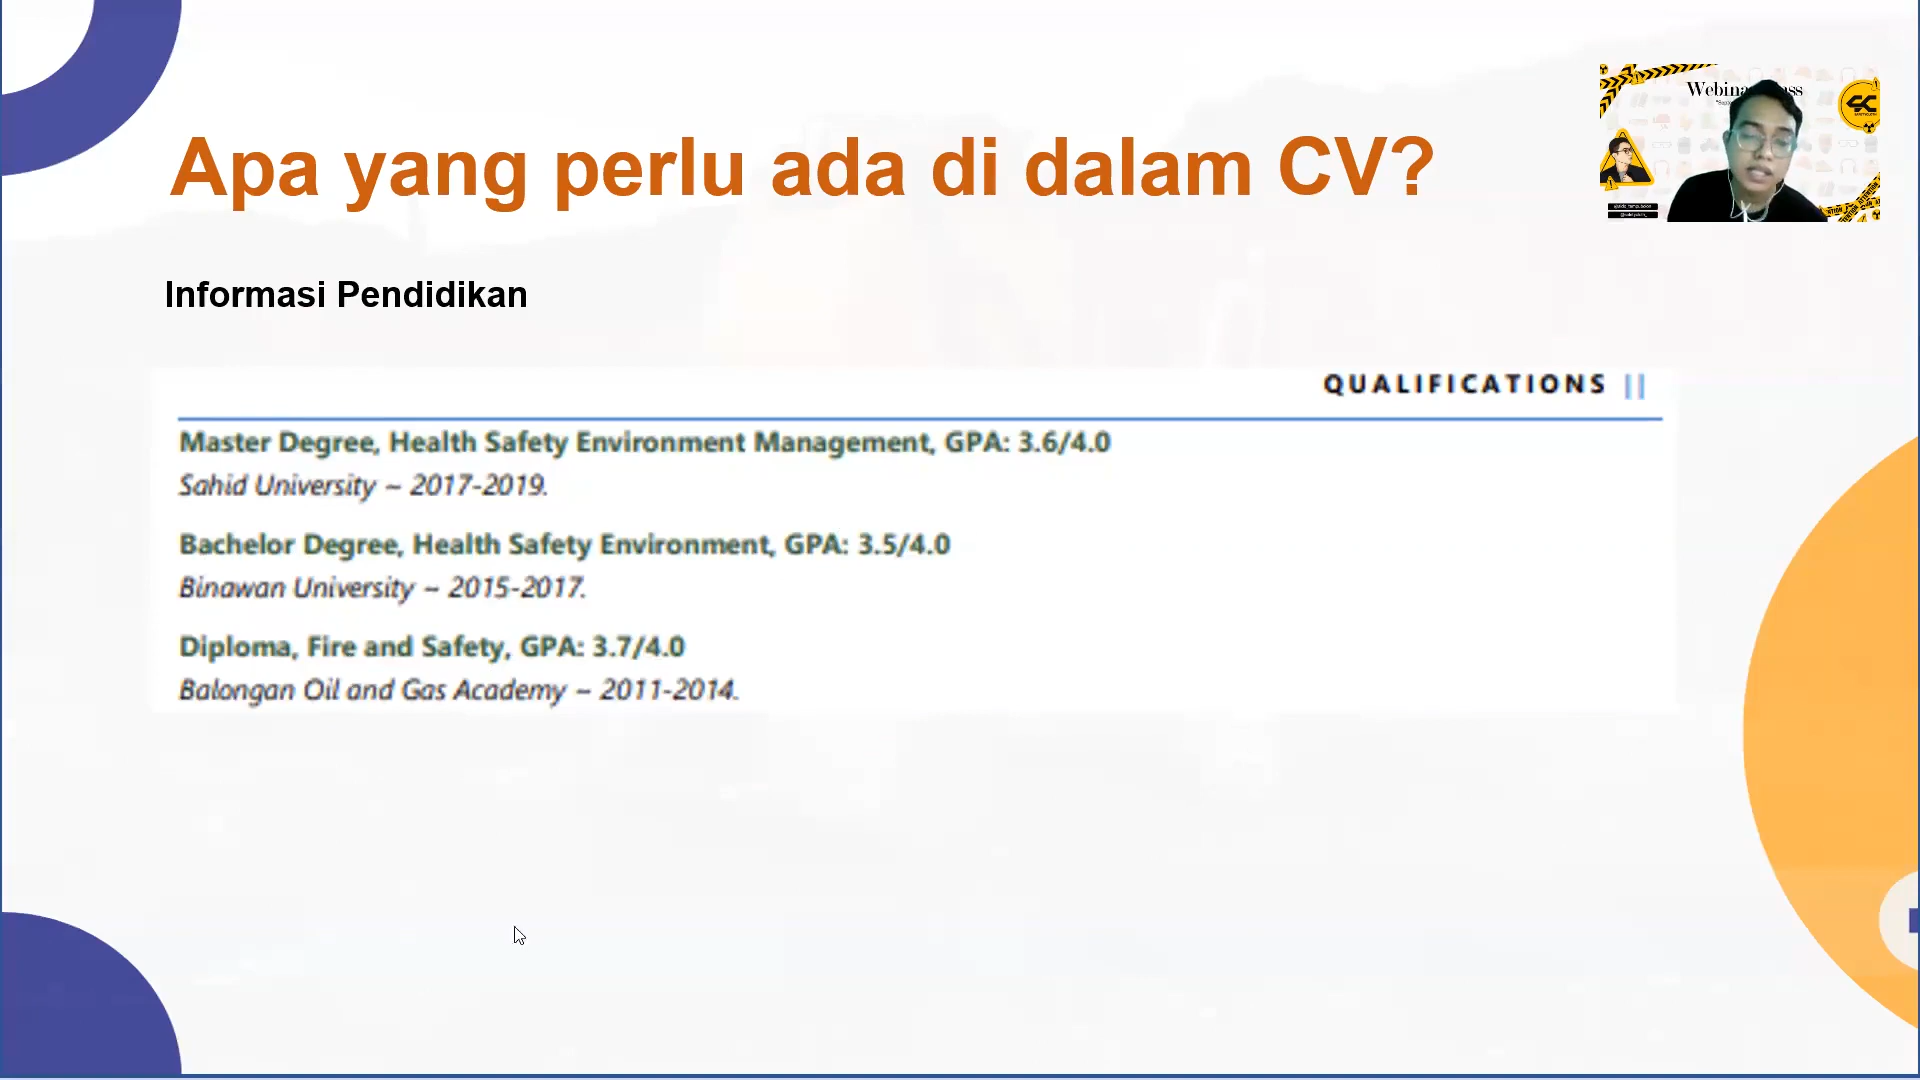 Apa yang perlu ada di dalam CV?
Informasi Pendidikan
QUALIFICATIONS ||
Master Degree, Health Safety Environment Management, GPA: 3.6/4.0
Sahid University ~ 2017-2019.
Bachelor Degree, Health Safety Environment, GPA: 3.5/4.0
Binawan University ~ 2015-2017.
Diploma, Fire and Safety, GPA: 3.7/4.0
Balongan Oil and Gas Academy ~ 2011-2014.